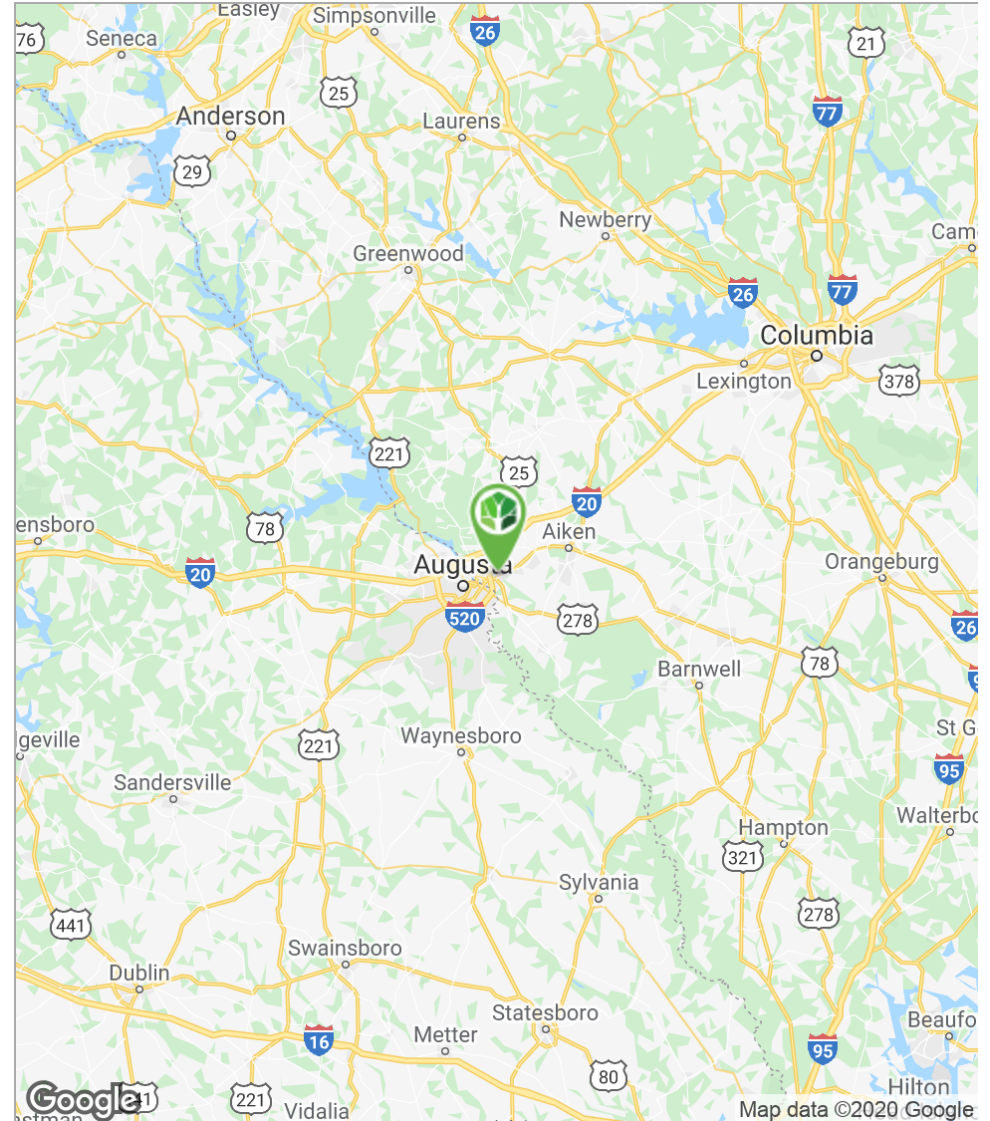 Easley
Simpsonville
26
21
76
Seneca
25
77
Anderson
Laurens
29
Newberry
Cam
Greenwood
26
77
Columbia
Lexington
378
221
25
20
ensboro
78
Aiken
20
Augusta
Orangeburg
520
278
26
Barnwell
78
St G
geville
Waynesboro
221
95
Sandersville
Walterbo
Hampton
321
Sylvania
278
441
Swainsboro
Dublin
Statesboro
Beaufo
16
Metter
95
80
Hilton
Google
221
Vidalia
Map data ©2020 Google